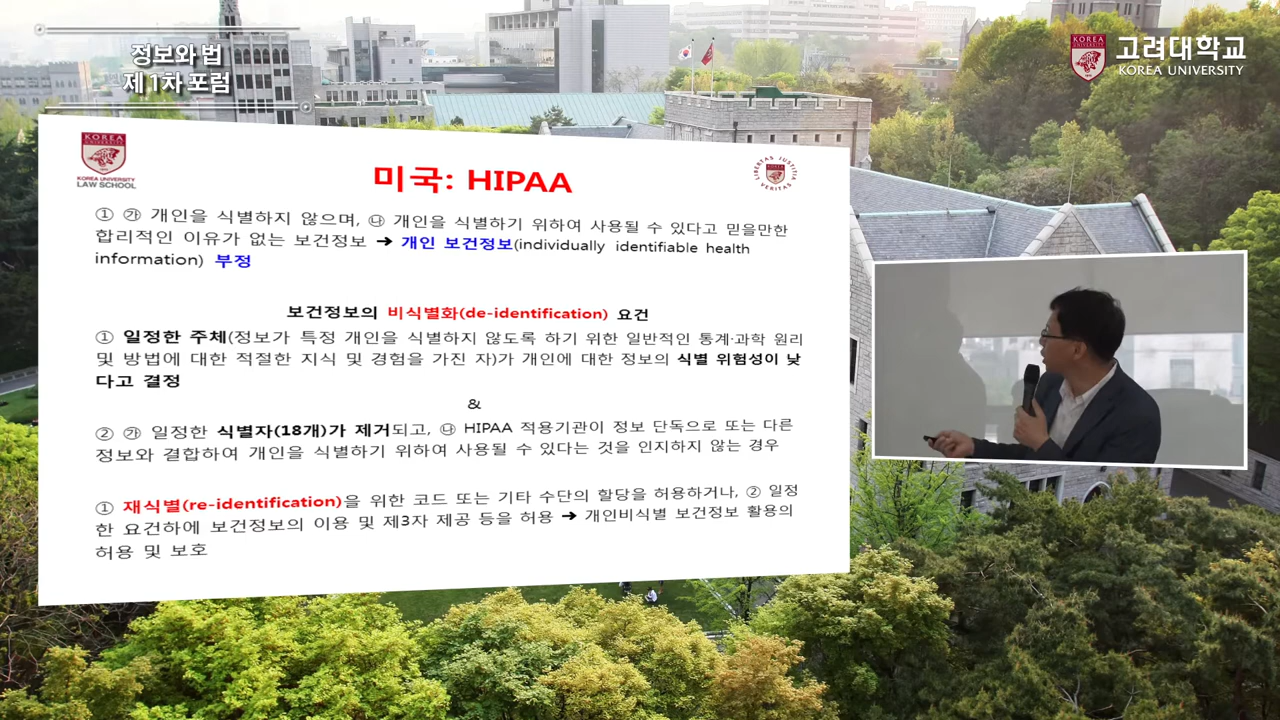 정보와 법
제 1차 포럼
KOREA
고려대학교
KOREA UNIVERSITY
KOREA
KOREA UNIVERSITY
LAW SCHOOL
LIBERTAS JUSTITIA VERITAS
미국: HIPAA
① ㉮ 개인을 식별하지 않으며, ㉯ 개인을 식별하기 위하여 사용될 수 있다고 믿을만한
합리적인 이유가 없는 보건정보 ➔ 개인 보건정보(individually identifiable health
information) 부정
보건정보의 비식별화(de-identification) 요건
① 일정한 주체(정보가 특정 개인을 식별하지 않도록 하기 위한 일반적인 통계·과학 원리
및 방법에 대한 적절한 지식 및 경험을 가진 자)가 개인에 대한 정보의 식별 위험성이 낮
다고 결정
&
② ㉮ 일정한 식별자(18개)가 제거되고, ㉯ HIPAA 적용기관이 정보 단독으로 또는 다른
정보와 결합하여 개인을 식별하기 위하여 사용될 수 있다는 것을 인지하지 않는 경우
① 재식별(re-identification)을 위한 코드 또는 기타 수단의 할당을 허용하거나, ② 일정
한 요건하에 보건정보의 이용 및 제3자 제공 등을 허용 ➔ 개인비식별 보건정보 활용의
허용 및 보호